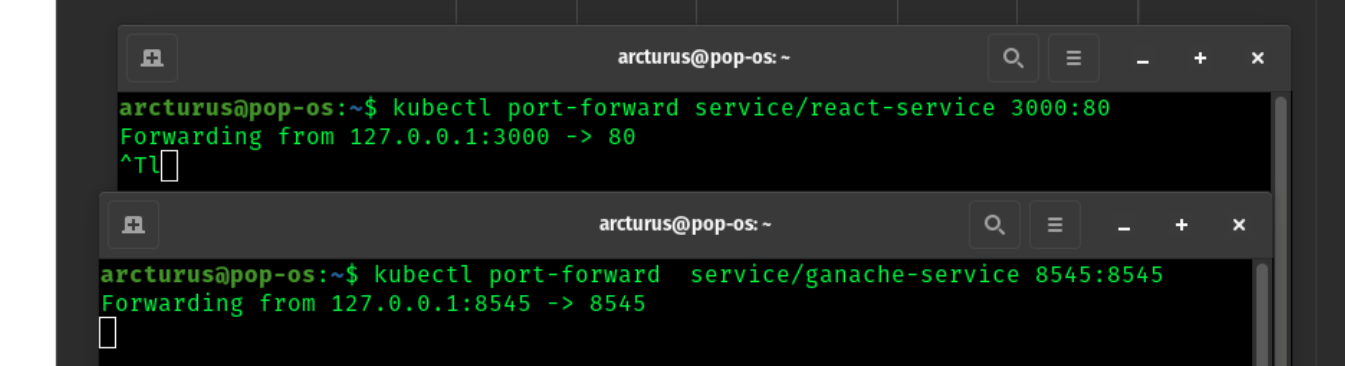 arcturus@pop-os: ~
arcturus@pop-os:~$ kubectl port-forward service/react-service 3000:80
Forwarding from 127.0.0.1:3000 -> 80
^Tl
arcturus@pop-os: ~
arcturus@pop-os:~$ kubectl port-forward  service/ganache-service 8545:8545
Forwarding from 127.0.0.1:8545 -> 8545